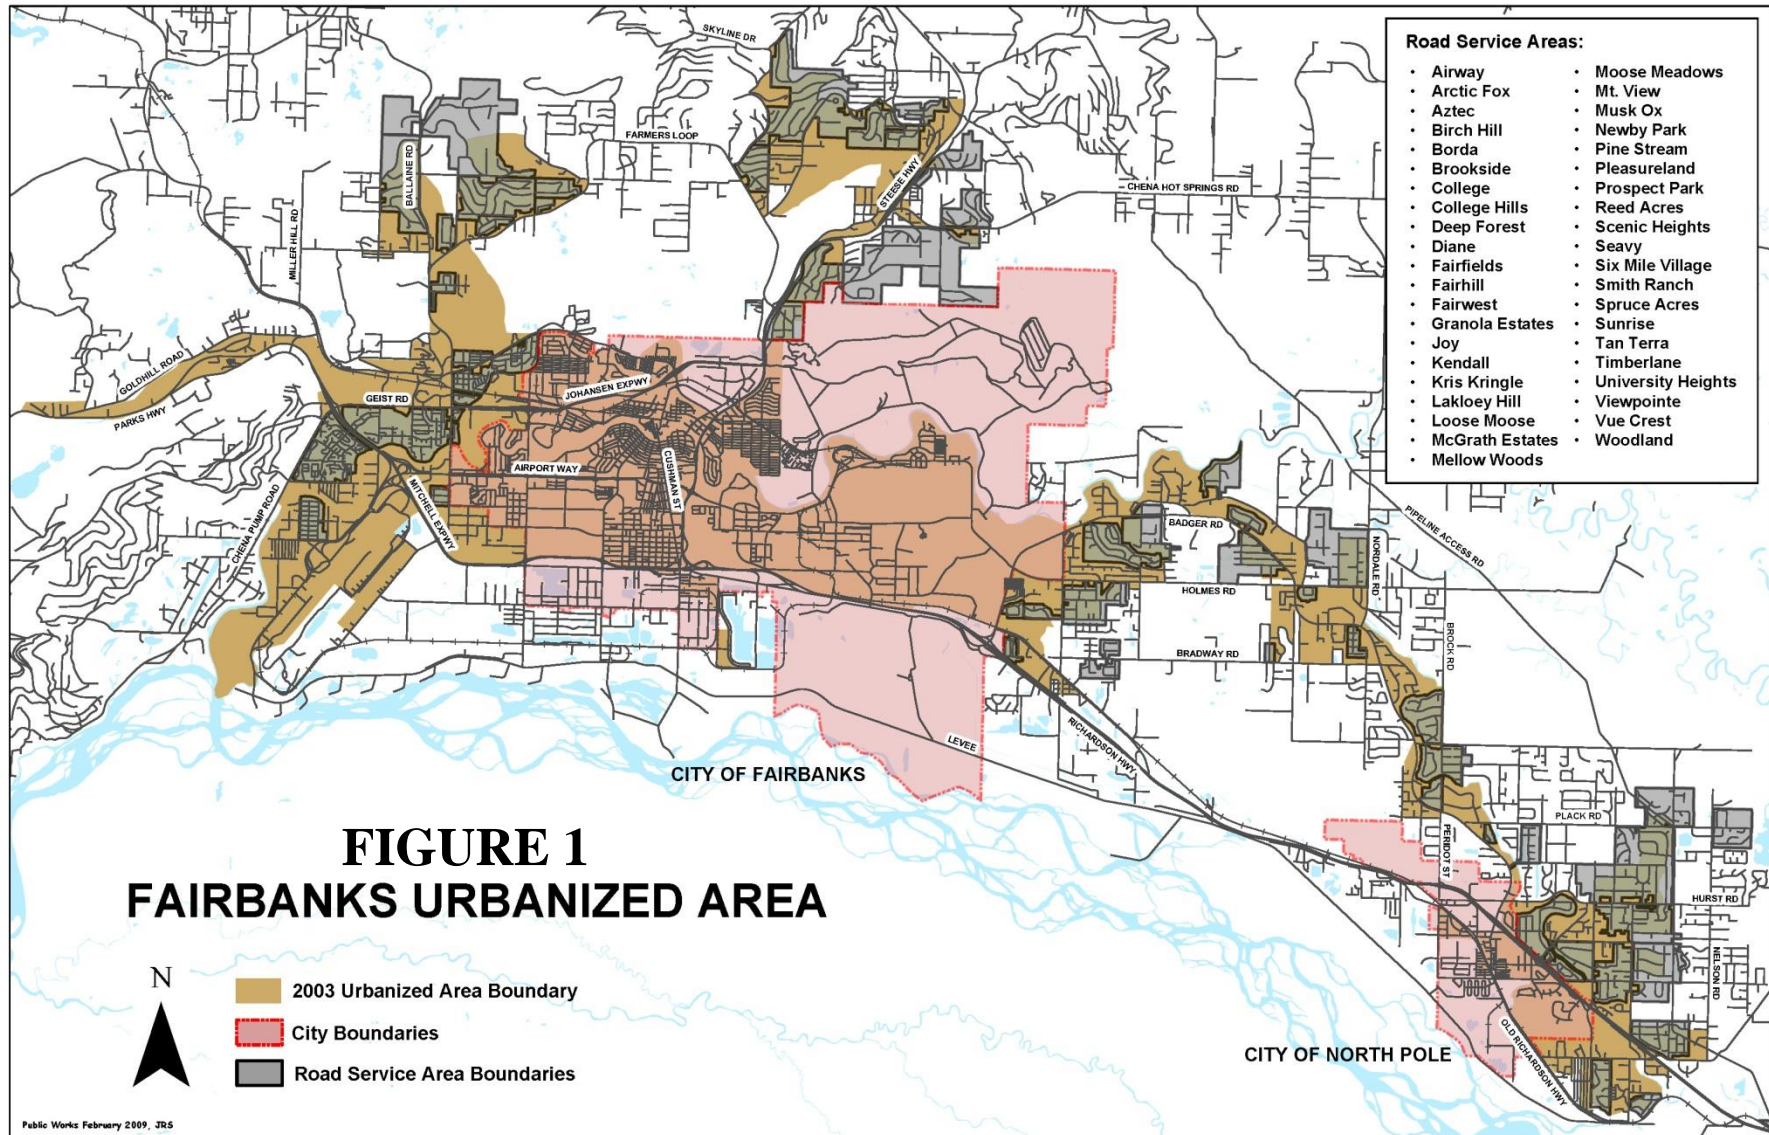 SKYLINE DR
FARMERS LOOP
BALLAINE RD
STEESE HWY
CHENA HOT SPRINGS RD
MILLER HILL RD
GOLDHILL ROAD
PARKS HWY
GEIST RD
JOHANSEN EXPWY
AIRPORT WAY
CUSHMAN ST
MITCHELL EXPWY
CHENA PUMP ROAD
BADGER RD
NORDALE RD
PIPELINE ACCESS RD
HOLMES RD
BRADWAY RD
BROCK RD
RICHARDSON HWY
LEVEE
CITY OF FAIRBANKS
PLACK RD
PERIDOT ST
HURST RD
NELSON RD
OLD RICHARDSON HWY
CITY OF NORTH POLE
Road Service Areas:
• Airway
• Arctic Fox
• Aztec
• Birch Hill
• Borda
• Brookside
• College
• College Hills
• Deep Forest
• Diane
• Fairfields
• Fairhill
• Fairwest
• Granola Estates
• Joy
• Kendall
• Kris Kringle
• Lakloey Hill
• Loose Moose
• McGrath Estates
• Mellow Woods
• Moose Meadows
• Mt. View
• Musk Ox
• Newby Park
• Pine Stream
• Pleasureland
• Prospect Park
• Reed Acres
• Scenic Heights
• Seavy
• Six Mile Village
• Smith Ranch
• Spruce Acres
• Sunrise
• Tan Terra
• Timberlane
• University Heights
• Viewpointe
• Vue Crest
• Woodland
FIGURE 1
FAIRBANKS URBANIZED AREA
N
2003 Urbanized Area Boundary
City Boundaries
Road Service Area Boundaries
Public Works February 2009, JRS